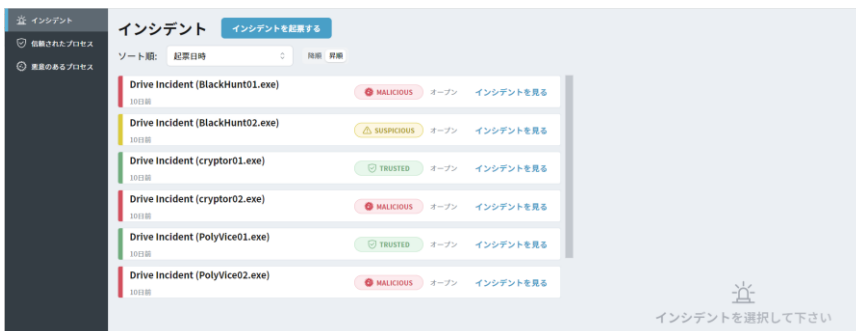 インシデント
信頼されたプロセス
悪意のあるプロセス
インシデント インシデントを起票する
ソート順: 起票日時 降順 昇順
Drive Incident (BlackHunt01.exe)
MALICIOUS オープン インシデントを見る
10日前
Drive Incident (BlackHunt02.exe)
SUSPICIOUS オープン インシデントを見る
10日前
Drive Incident (cryptor01.exe)
TRUSTED オープン インシデントを見る
10日前
Drive Incident (cryptor02.exe)
MALICIOUS オープン インシデントを見る
10日前
Drive Incident (PolyVice01.exe)
TRUSTED オープン インシデントを見る
10日前
Drive Incident (PolyVice02.exe)
MALICIOUS オープン インシデントを見る
10日前
インシデントを選択して下さい